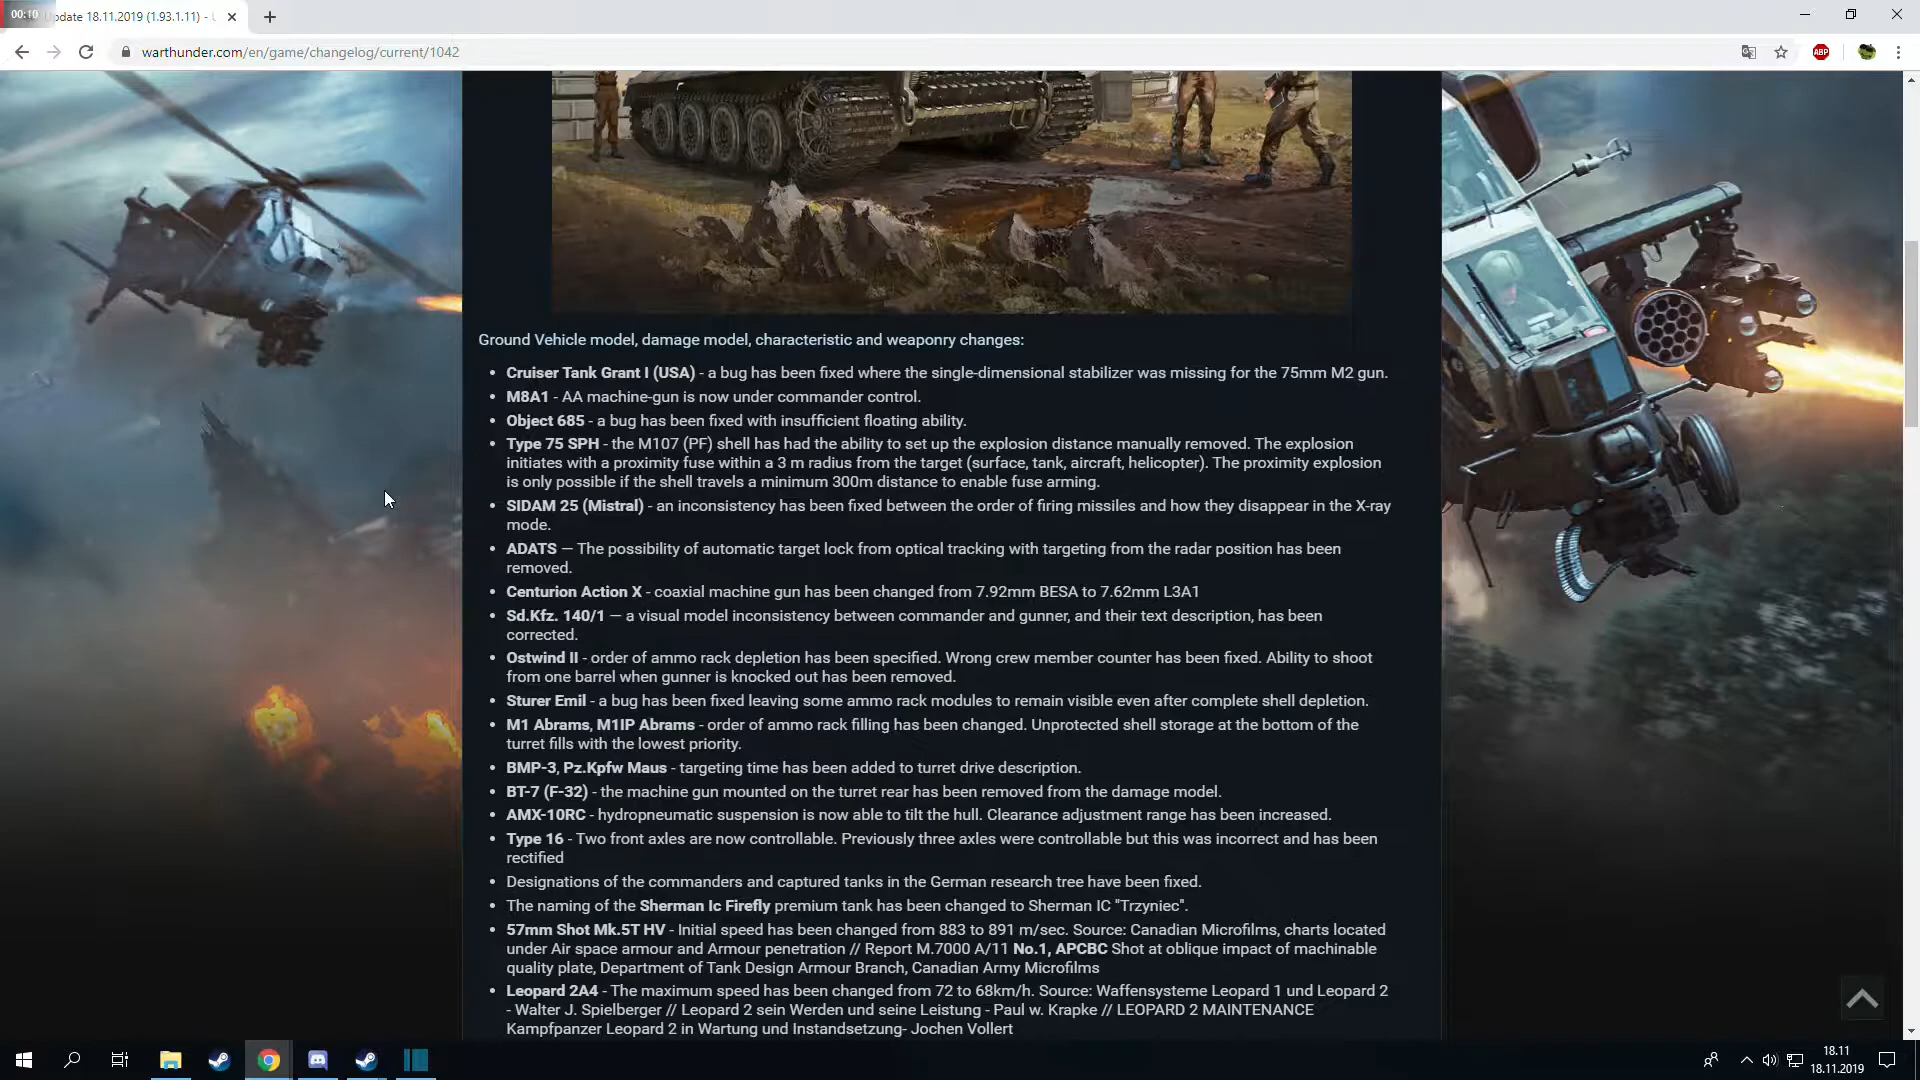 00:10
pdate 18.11.2019 (1.93.1.11) -
warthunder.com/en/game/changelog/current/1042
ABP
Ground Vehicle model, damage model, characteristic and weaponry changes:
• Cruiser Tank Grant I (USA) - a bug has been fixed where the single-dimensional stabilizer was missing for the 75mm M2 gun.
• M8A1 - AA machine-gun is now under commander control.
• Object 685 - a bug has been fixed with insufficient floating ability.
• Type 75 SPH - the M107 (PF) shell has had the ability to set up the explosion distance manually removed. The explosion
initiates with a proximity fuse within a 3 m radius from the target (surface, tank, aircraft, helicopter). The proximity explosion
is only possible if the shell travels a minimum 300m distance to enable fuse arming.
• SIDAM 25 (Mistral) - an inconsistency has been fixed between the order of firing missiles and how they disappear in the X-ray
mode.
• ADATS — The possibility of automatic target lock from optical tracking with targeting from the radar position has been
removed.
• Centurion Action X - coaxial machine gun has been changed from 7.92mm BESA to 7.62mm L3A1
• Sd.Kfz. 140/1 — a visual model inconsistency between commander and gunner, and their text description, has been
corrected.
• Ostwind II - order of ammo rack depletion has been specified. Wrong crew member counter has been fixed. Ability to shoot
from one barrel when gunner is knocked out has been removed.
• Sturer Emil - a bug has been fixed leaving some ammo rack modules to remain visible even after complete shell depletion.
• M1 Abrams, M1IP Abrams - order of ammo rack filling has been changed. Unprotected shell storage at the bottom of the
turret fills with the lowest priority.
• BMP-3, Pz.Kpfw Maus - targeting time has been added to turret drive description.
• BT-7 (F-32) - the machine gun mounted on the turret rear has been removed from the damage model.
• AMX-10RC - hydropneumatic suspension is now able to tilt the hull. Clearance adjustment range has been increased.
• Type 16 - Two front axles are now controllable. Previously three axles were controllable but this was incorrect and has been
rectified
• Designations of the commanders and captured tanks in the German research tree have been fixed.
• The naming of the Sherman Ic Firefly premium tank has been changed to Sherman IC "Trzyniec".
• 57mm Shot Mk.5T HV - Initial speed has been changed from 883 to 891 m/sec. Source: Canadian Microfilms, charts located
under Air space armour and Armour penetration // Report M.7000 A/11 No.1, APCBC Shot at oblique impact of machinable
quality plate, Department of Tank Design Armour Branch, Canadian Army Microfilms
• Leopard 2A4 - The maximum speed has been changed from 72 to 68km/h. Source: Waffensysteme Leopard 1 und Leopard 2
- Walter J. Spielberger // Leopard 2 sein Werden und seine Leistung - Paul w. Krapke // LEOPARD 2 MAINTENANCE
Kampfpanzer Leopard 2 in Wartung und Instandsetzung- Jochen Vollert
18.11
18.11.2019